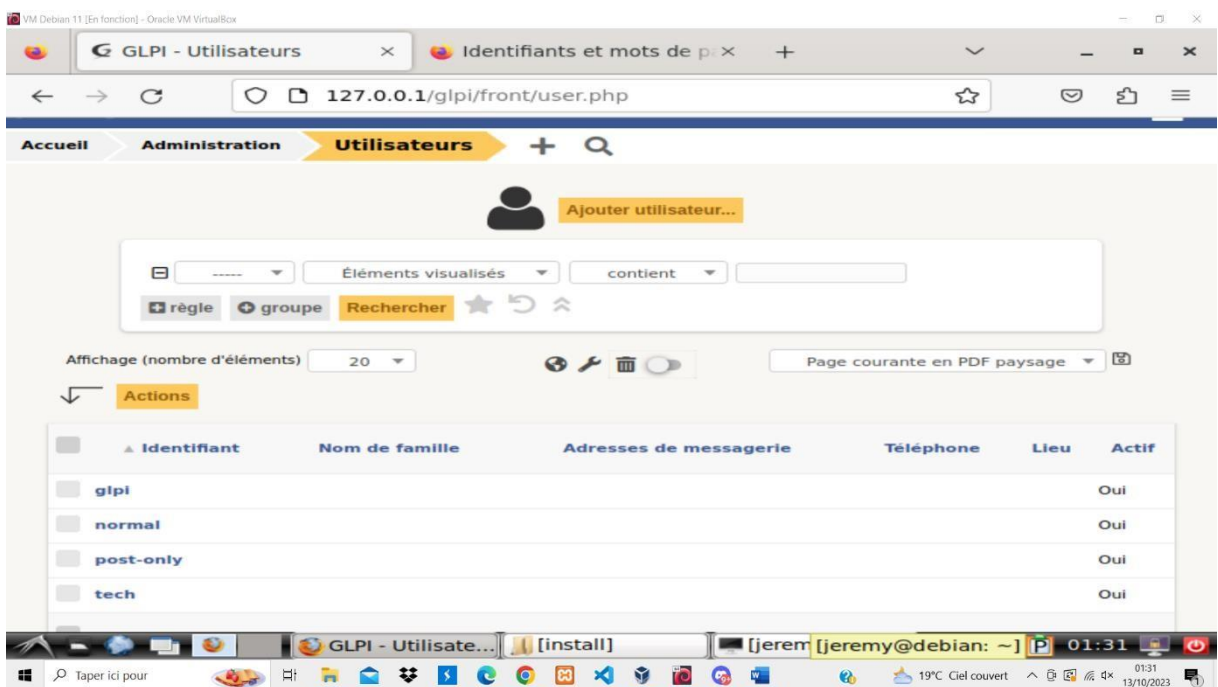 VM Debian 11 [En fonction] - Oracle VM VirtualBox
GLPI - Utilisateurs
Identifiants et mots de p
127.0.0.1/glpi/front/user.php
Accueil Administration Utilisateurs
Ajouter utilisateur...
----- Éléments visualisés contient
règle groupe Rechercher
Affichage (nombre d'éléments) 20 Page courante en PDF paysage
Actions
Identifiant Nom de famille Adresses de messagerie Téléphone Lieu Actif
glpi Oui
normal Oui
post-only Oui
tech Oui
GLPI - Utilisate... [install] [jerem [jeremy@debian: ~] P 01:31
Taper ici pour 19°C Ciel couvert 01:31
13/10/2023